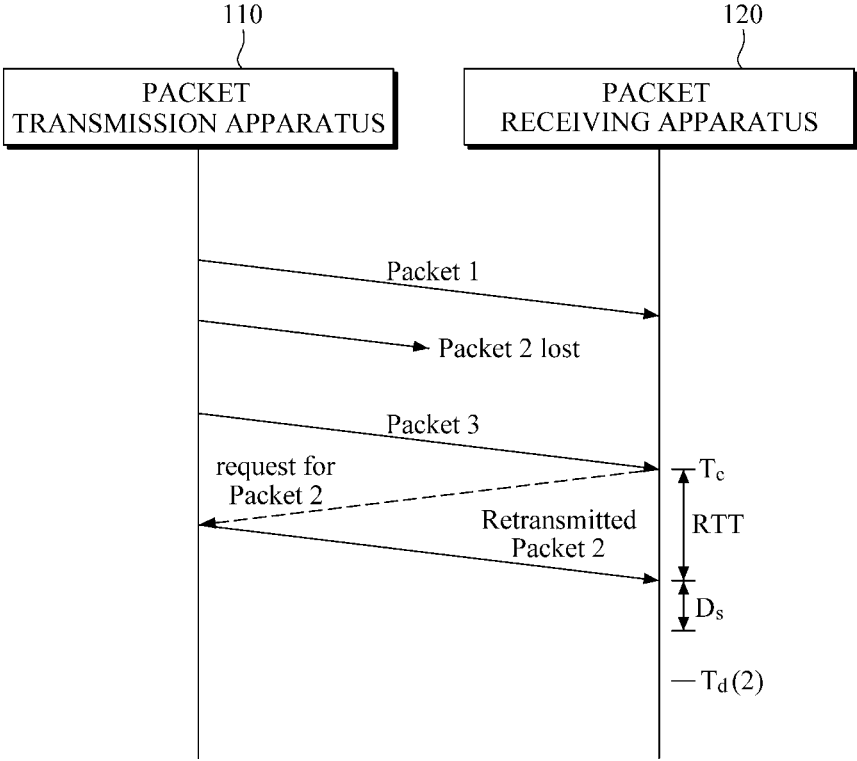 110
120
PACKET
TRANSMISSION APPARATUS
PACKET
RECEIVING APPARATUS
Packet 1
Packet 2 lost
Packet 3
request for
Packet 2
Tc
Retransmitted
Packet 2
RTT
Ds
Td (2)